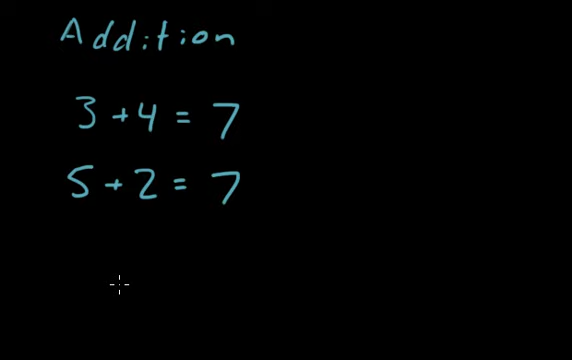 Addition
3 + 4 = 7
5 + 2 = 7